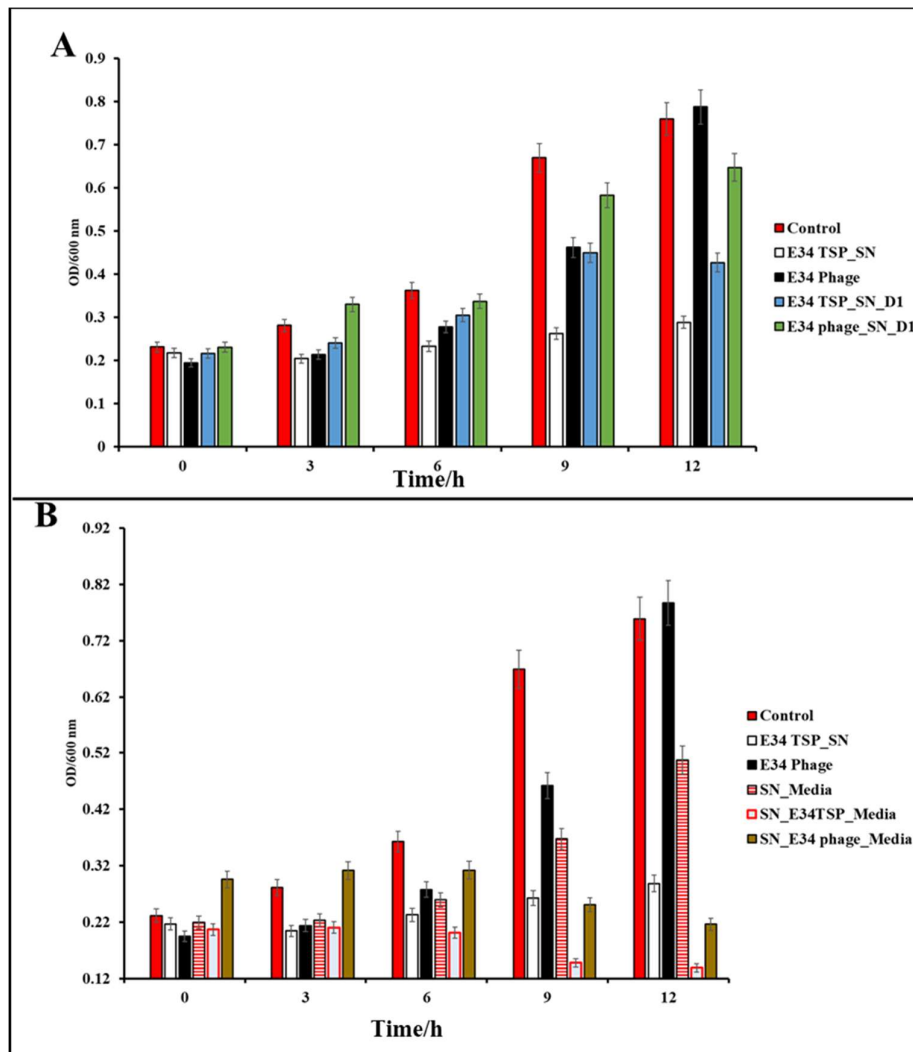 A
0.9
0.8
0.7
0.6
0.5
0.4
0.3
0.2
0.1
0
OD/600 nm
0 3 6 9 12
Time/h
Control
E34 TSP_SN
E34 Phage
E34 TSP_SN_D1
E34 phage_SN_D1
B
0.92
0.82
0.72
0.62
0.52
0.42
0.32
0.22
0.12
OD/600 nm
0 3 6 9 12
Time/h
Control
E34 TSP_SN
E34 Phage
SN_Media
SN_E34TSP_Media
SN_E34 phage_Media